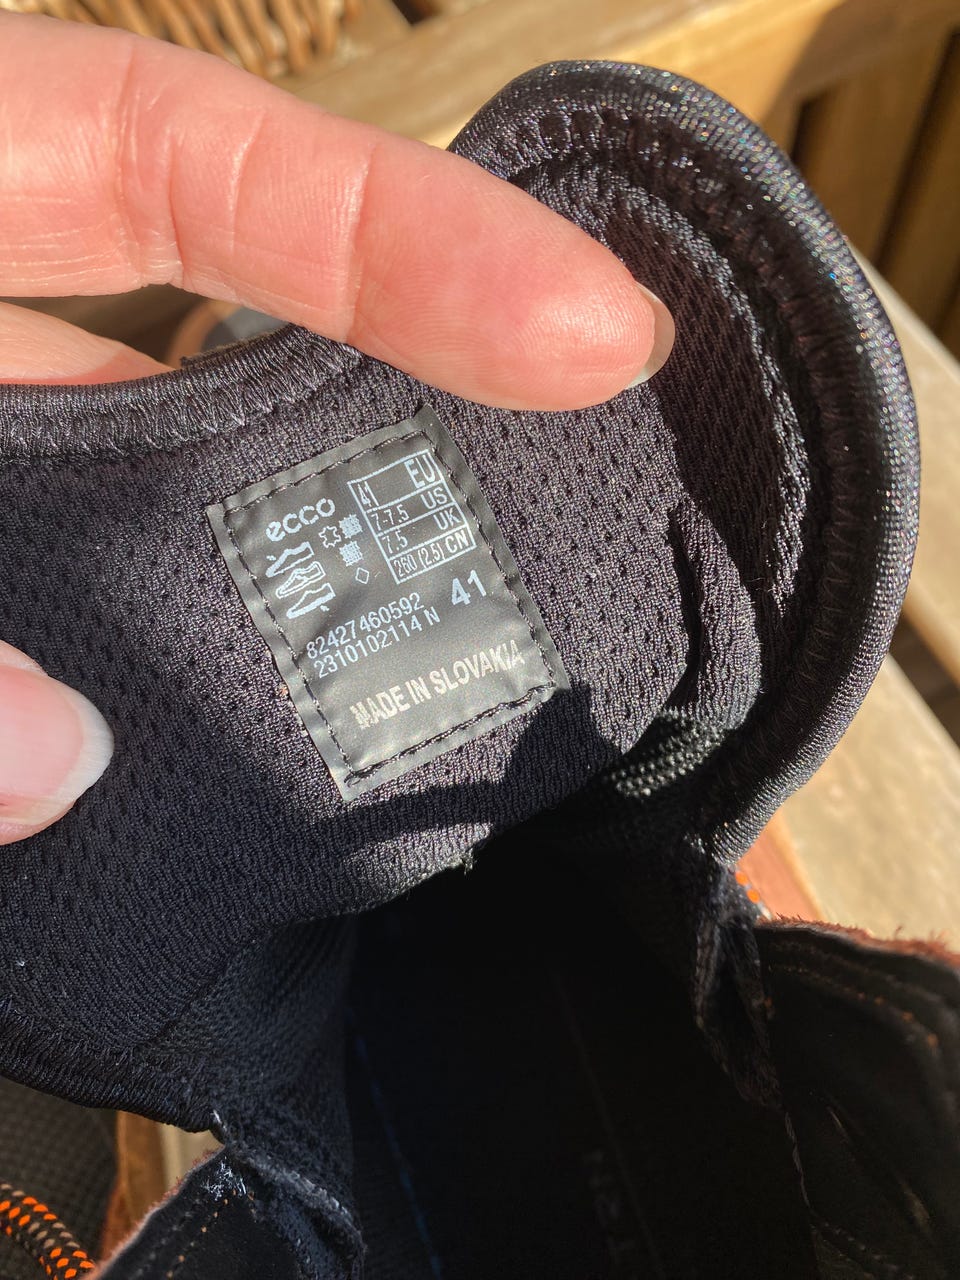 ecco
41 EU
7-7.5 US
7.5 UK
260 (2.5) CN
82427460592 41
2310102114 N
MADE IN SLOVAKIA